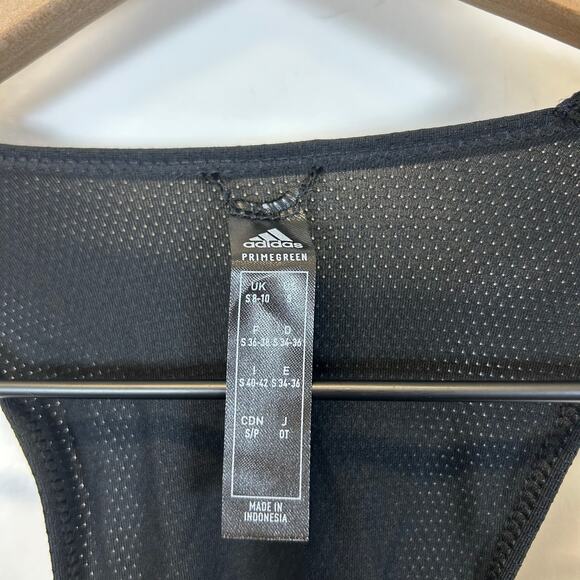 adidas
PRIMEGREEN
UK
S 8-10 S
F D
S 36-38 S 34-36
I E
S 40-42 S 34-36
CDN J
S/P OT
MADE IN
INDONESIA